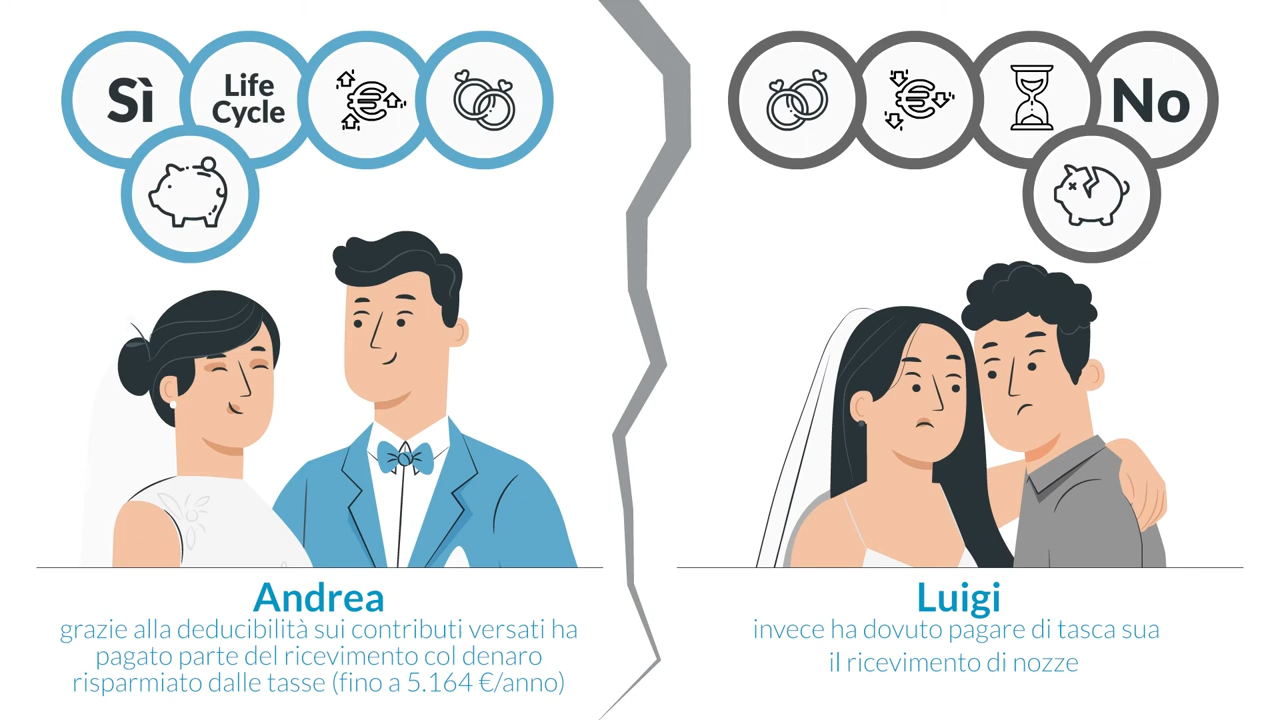 Sì
Life
Cycle
No
Andrea
grazie alla deducibilità sui contributi versati ha
pagato parte del ricevimento col denaro
risparmiato dalle tasse (fino a 5.164 €/anno)
Luigi
invece ha dovuto pagare di tasca sua
il ricevimento di nozze